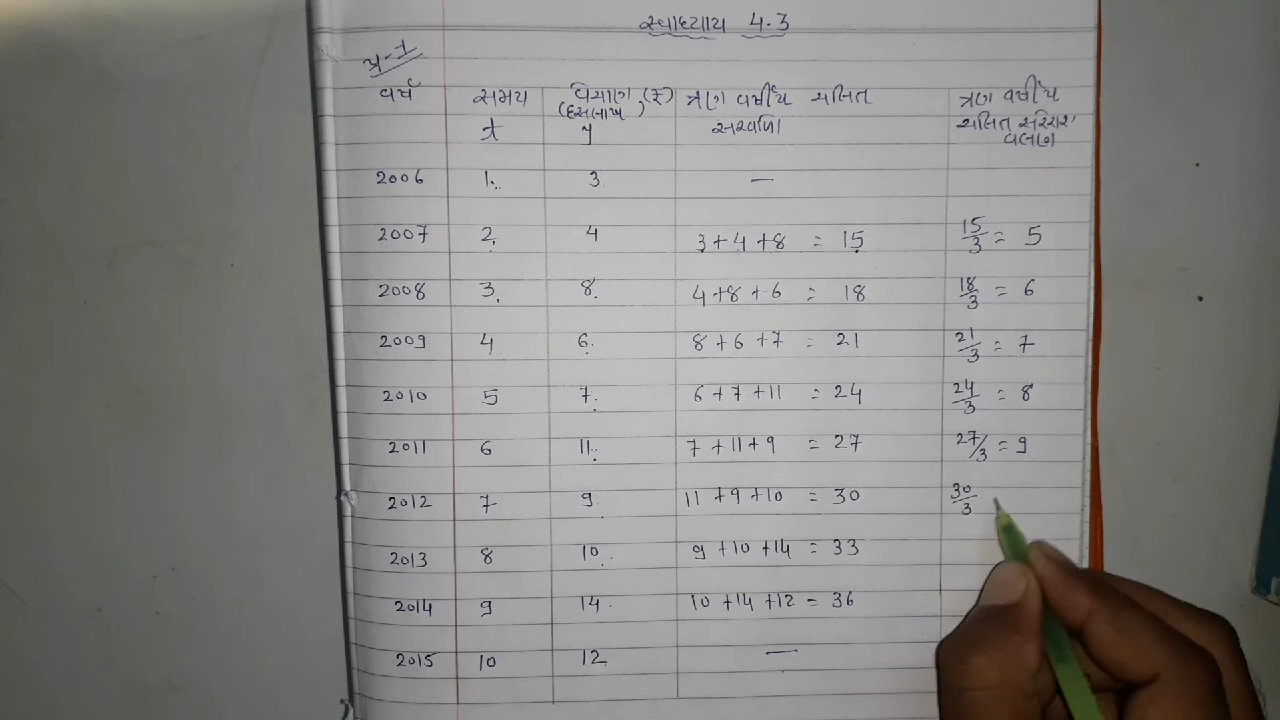 સ્વાધ્યાય 4.3
પ્ર-1
વર્ષ સમય વેચાણ (₹) ત્રણ વર્ષીય ચલિત ત્રણ વર્ષીય
t (દસલાખ) સરવાળા ચલિત સરેરાશ
y વલણ
2006 1. 3 —
2007 2. 4 3+4+8 = 15 15/3 = 5
2008 3. 8. 4+8+6 = 18 18/3 = 6
2009 4 6. 8+6+7 = 21 21/3 = 7
2010 5 7. 6+7+11 = 24 24/3 = 8
2011 6 11. 7+11+9 = 27 27/3 = 9
2012 7 9. 11+9+10 = 30 30/3
2013 8 10. 9+10+14 = 33
2014 9 14. 10+14+12 = 36
2015 10 12 —